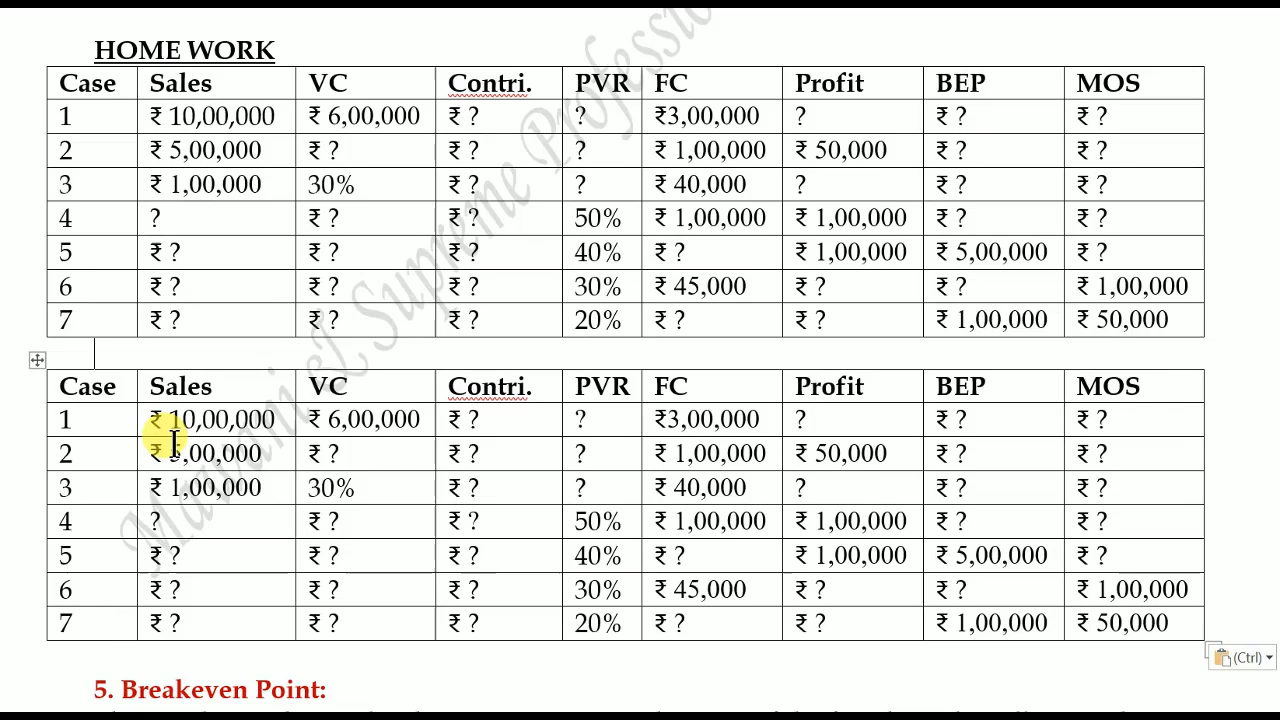 HOME WORK
Case Sales VC Contri. PVR FC Profit BEP MOS
1 ₹ 10,00,000 ₹ 6,00,000 ₹ ? ? ₹3,00,000 ? ₹ ? ₹ ?
2 ₹ 5,00,000 ₹ ? ₹ ? ? ₹ 1,00,000 ₹ 50,000 ₹ ? ₹ ?
3 ₹ 1,00,000 30% ₹ ? ? ₹ 40,000 ? ₹ ? ₹ ?
4 ? ₹ ? ₹ ? 50% ₹ 1,00,000 ₹ 1,00,000 ₹ ? ₹ ?
5 ₹ ? ₹ ? ₹ ? 40% ₹ ? ₹ 1,00,000 ₹ 5,00,000 ₹ ?
6 ₹ ? ₹ ? ₹ ? 30% ₹ 45,000 ₹ ? ₹ ? ₹ 1,00,000
7 ₹ ? ₹ ? ₹ ? 20% ₹ ? ₹ ? ₹ 1,00,000 ₹ 50,000
Case Sales VC Contri. PVR FC Profit BEP MOS
1 ₹ 10,00,000 ₹ 6,00,000 ₹ ? ? ₹3,00,000 ? ₹ ? ₹ ?
2 ₹ 5,00,000 ₹ ? ₹ ? ? ₹ 1,00,000 ₹ 50,000 ₹ ? ₹ ?
3 ₹ 1,00,000 30% ₹ ? ? ₹ 40,000 ? ₹ ? ₹ ?
4 ? ₹ ? ₹ ? 50% ₹ 1,00,000 ₹ 1,00,000 ₹ ? ₹ ?
5 ₹ ? ₹ ? ₹ ? 40% ₹ ? ₹ 1,00,000 ₹ 5,00,000 ₹ ?
6 ₹ ? ₹ ? ₹ ? 30% ₹ 45,000 ₹ ? ₹ ? ₹ 1,00,000
7 ₹ ? ₹ ? ₹ ? 20% ₹ ? ₹ ? ₹ 1,00,000 ₹ 50,000
(Ctrl)
5. Breakeven Point:
Supreme